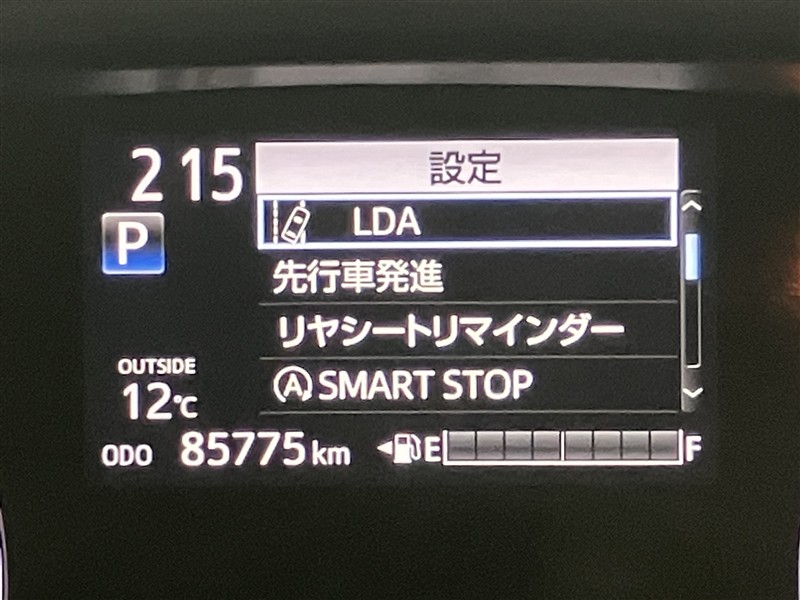 2 15
設定
P
LDA
先行車発進
リヤシートリマインダー
OUTSIDE
12℃
A SMART STOP
ODO 85775 km
E F